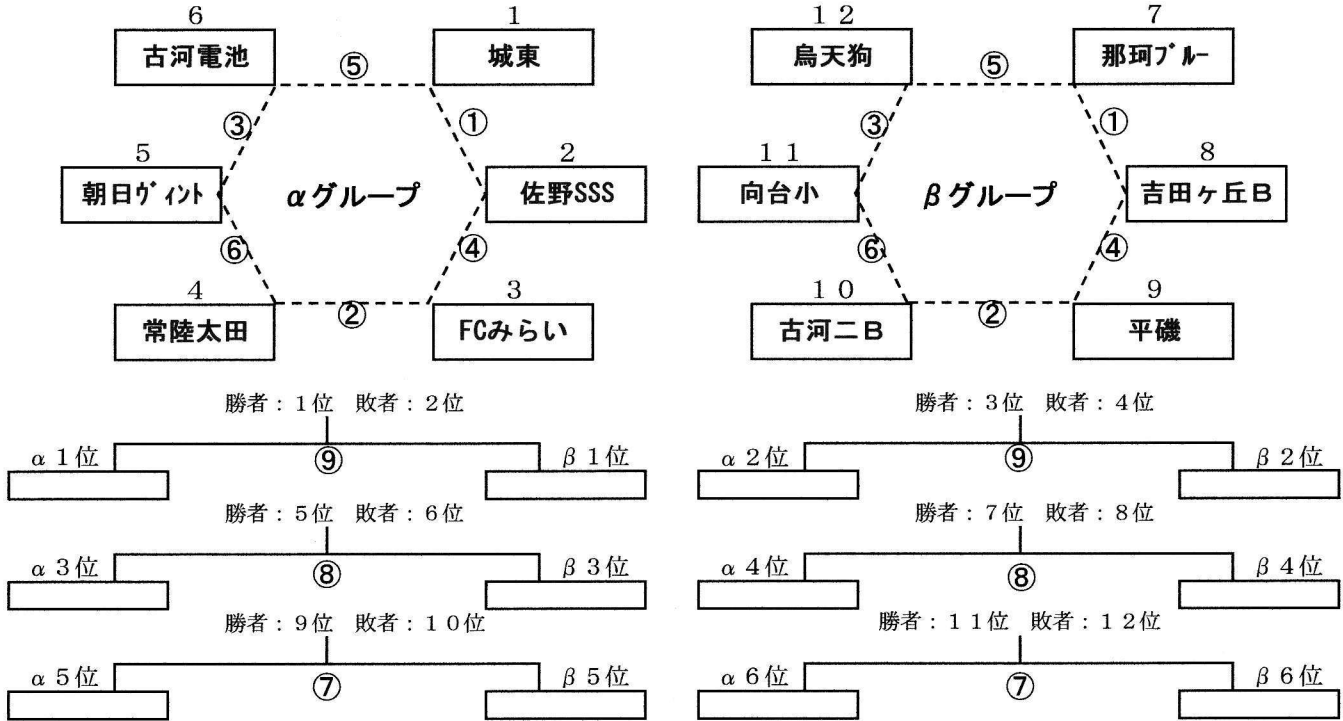 6 1 12 7
古河電池 ⑤ 城東 烏天狗 ⑤ 那珂ﾌﾞﾙｰ
③ ① ③ ①
5 2 11 8
朝日ヴィント αグループ 佐野SSS 向台小 βグループ 吉田ヶ丘B
⑥ ④ ⑥ ④
4 3 10 9
常陸太田 ② FCみらい 古河二B ② 平磯
勝者：1位 敗者：2位 勝者：3位 敗者：4位
α1位 ⑨ β1位 α2位 ⑨ β2位
勝者：5位 敗者：6位 勝者：7位 敗者：8位
α3位 ⑧ β3位 α4位 ⑧ β4位
勝者：9位 敗者：10位 勝者：11位 敗者：12位
α5位 ⑦ β5位 α6位 ⑦ β6位